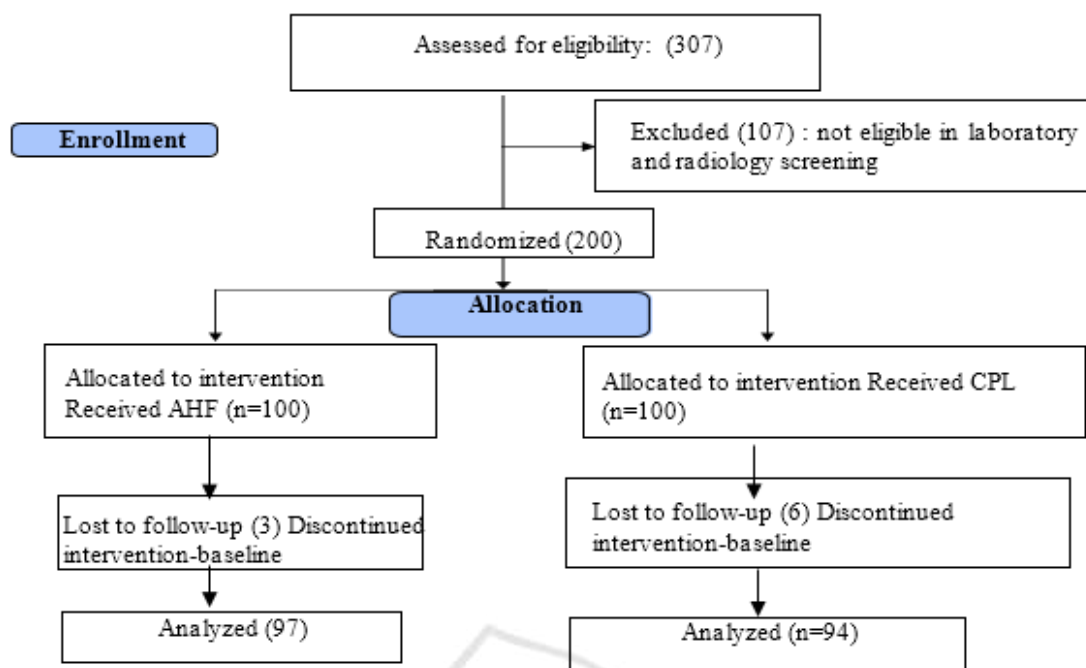 Assessed for eligibility: (307)
Enrollment
Excluded (107) : not eligible in laboratory
and radiology screening
Randomized (200)
Allocation
Allocated to intervention
Received AHF (n=100)
Allocated to intervention Received CPL
(n=100)
Lost to follow-up (3) Discontinued
intervention-baseline
Lost to follow-up (6) Discontinued
intervention-baseline
Analyzed (97)
Analyzed (n=94)